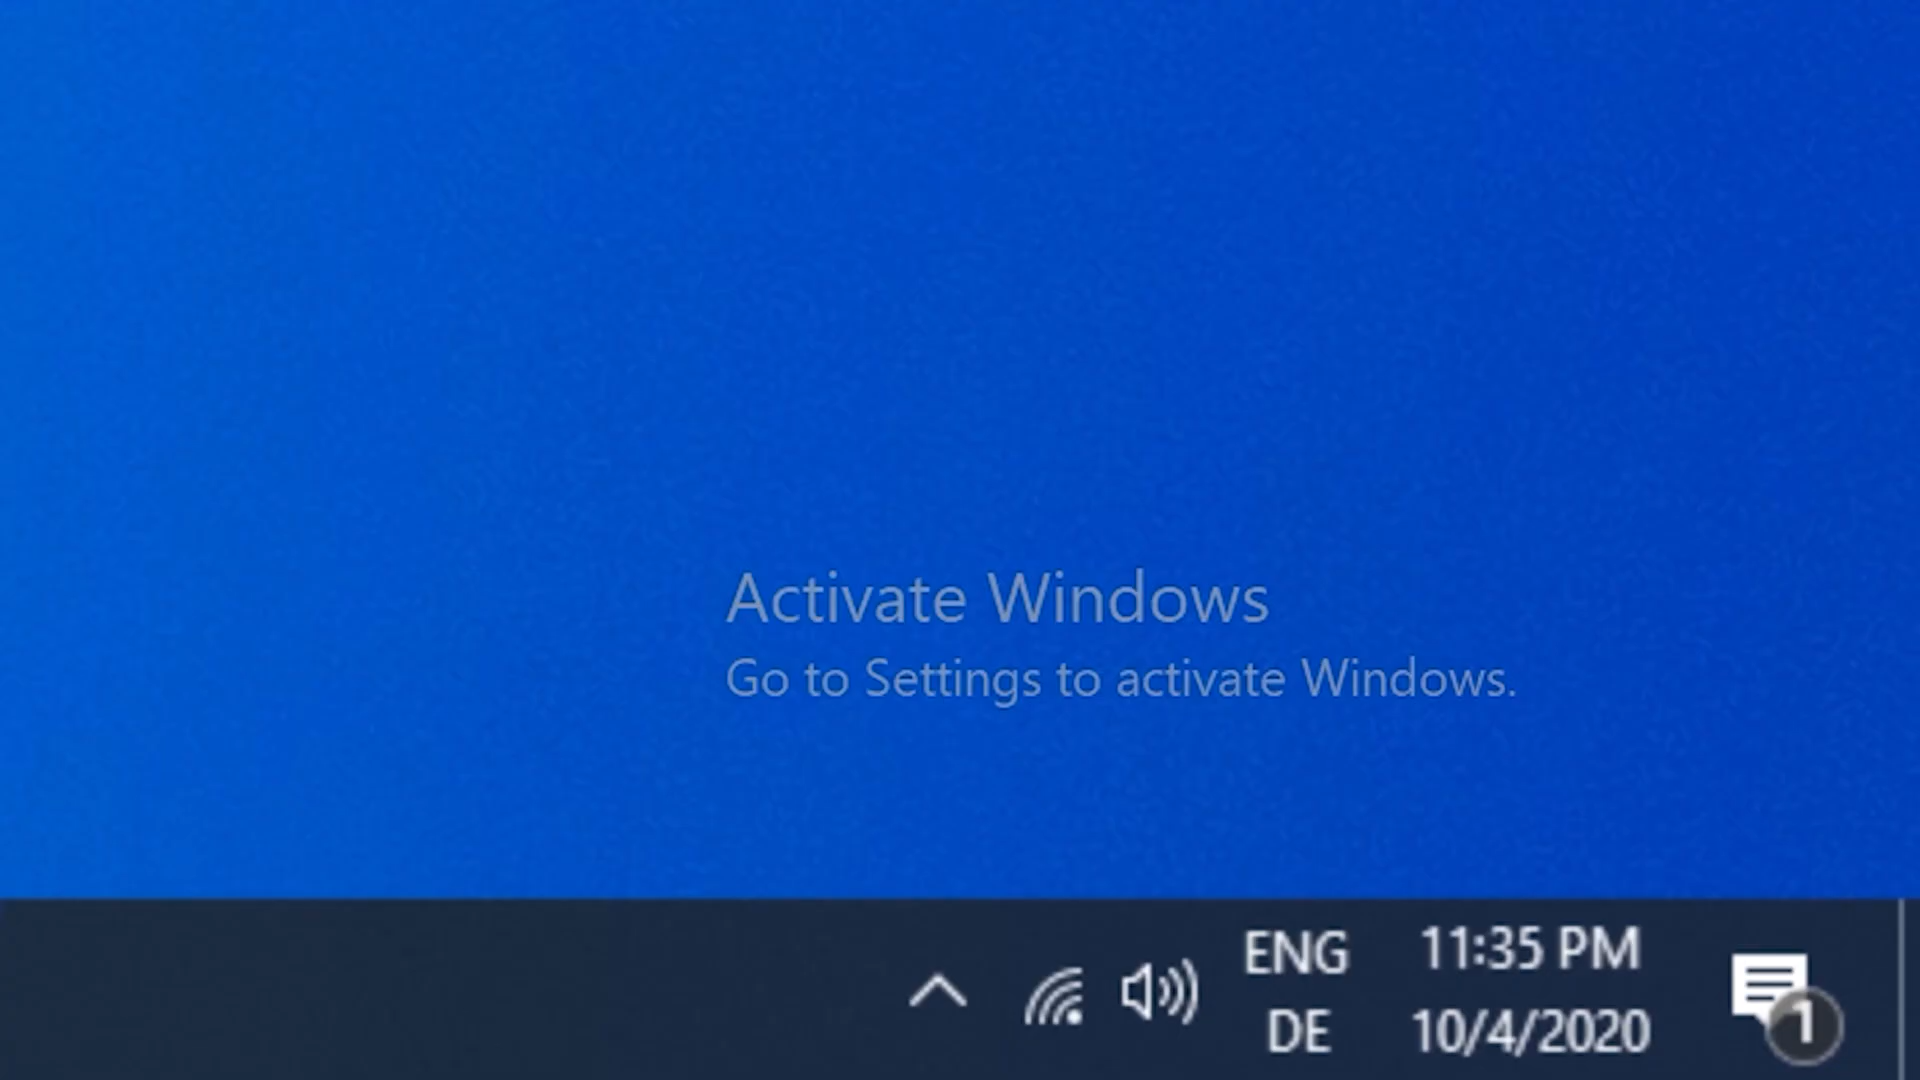 Activate Windows
Go to Settings to activate Windows.
ENG
DE
11:35 PM
10/4/2020
1